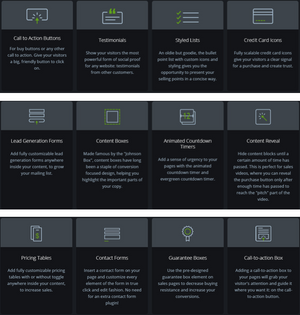 Call to Action Buttons
For buy buttons or any other
call to action. Give your visitors
a big, friendly button to click
on.
Testimonials
Show your visitors the most
powerful form of social proof
for any website: testimonials
from other customers.
Styled Lists
An oldie but goodie, the bullet
point list with custom icons and
styling gives you the
opportunity to present your
selling points in a concise way.
Credit Card Icons
Fully scalable credit card icons
give your visitors a clear signal
for a purchase and create trust.
Lead Generation Forms
Add fully customizable lead
generation forms anywhere
inside your content, to grow
your mailing list.
Content Boxes
Made famous by the "Johnson
Box", content boxes have long
been a staple of conversion
focused design, helping you
highlight the important parts of
your copy.
Animated Countdown
Timers
Add a sense of urgency to your
pages with the animated
countdown timer and
evergreen countdown timer.
Content Reveal
Hide content blocks until a
certain amount of time has
passed. This is perfect for sales
videos, where you can reveal
the purchase button only after
enough time has passed to
reach the "pitch" part of the
video.
Pricing Tables
Add fully customizable pricing
tables with or without toggle
anywhere inside your content,
to increase sales.
Contact Forms
Insert a contact form on your
page and customize every
element of the form in true
click and edit fashion. No need
for an extra contact form
plugin!
Guarantee Boxes
Use the pre-designed
guarantee box element on
sales pages to decrease buying
resistance and increase your
conversions.
Call-to-action Box
Adding a call-to-action box to
your pages will grab your
visitor's attention and guide it
where you want it: on the call-
to-action button.